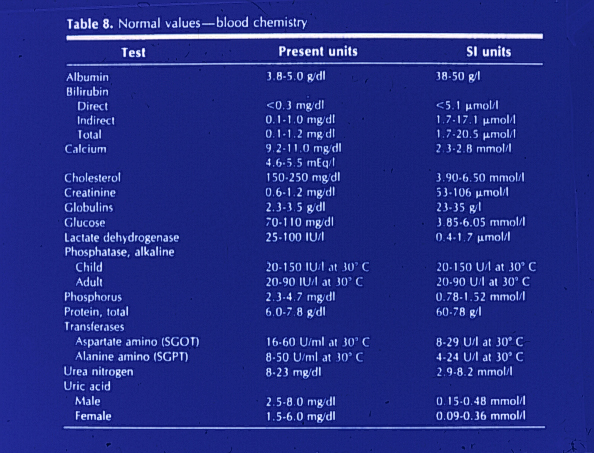 Table 8. Normal values—blood chemistry
Test Present units SI units
Albumin 3.8-5.0 g/dl 38-50 g/l
Bilirubin
Direct <0.3 mg/dl <5.1 µmol/l
Indirect 0.1-1.0 mg/dl 1.7-17.1 µmol/l
Total 0.1-1.2 mg/dl 1.7-20.5 µmol/l
Calcium 9.2-11.0 mg/dl 2.3-2.8 mmol/l
4.6-5.5 mEq/l
Cholesterol 150-250 mg/dl 3.90-6.50 mmol/l
Creatinine 0.6-1.2 mg/dl 53-106 µmol/l
Globulins 2.3-3.5 g/dl 23-35 g/l
Glucose 70-110 mg/dl 3.85-6.05 mmol/l
Lactate dehydrogenase 25-100 IU/l 0.4-1.7 µmol/l
Phosphatase, alkaline
Child 20-150 IU/l at 30° C 20-150 U/l at 30° C
Adult 20-90 IU/l at 30° C 20-90 U/l at 30° C
Phosphorus 2.3-4.7 mg/dl 0.78-1.52 mmol/l
Protein, total 6.0-7.8 g/dl 60-78 g/l
Transferases
Aspartate amino (SGOT) 16-60 U/ml at 30° C 8-29 U/l at 30° C
Alanine amino (SGPT) 8-50 U/ml at 30° C 4-24 U/l at 30° C
Urea nitrogen 8-23 mg/dl 2.9-8.2 mmol/l
Uric acid
Male 2.5-8.0 mg/dl 0.15-0.48 mmol/l
Female 1.5-6.0 mg/dl 0.09-0.36 mmol/l